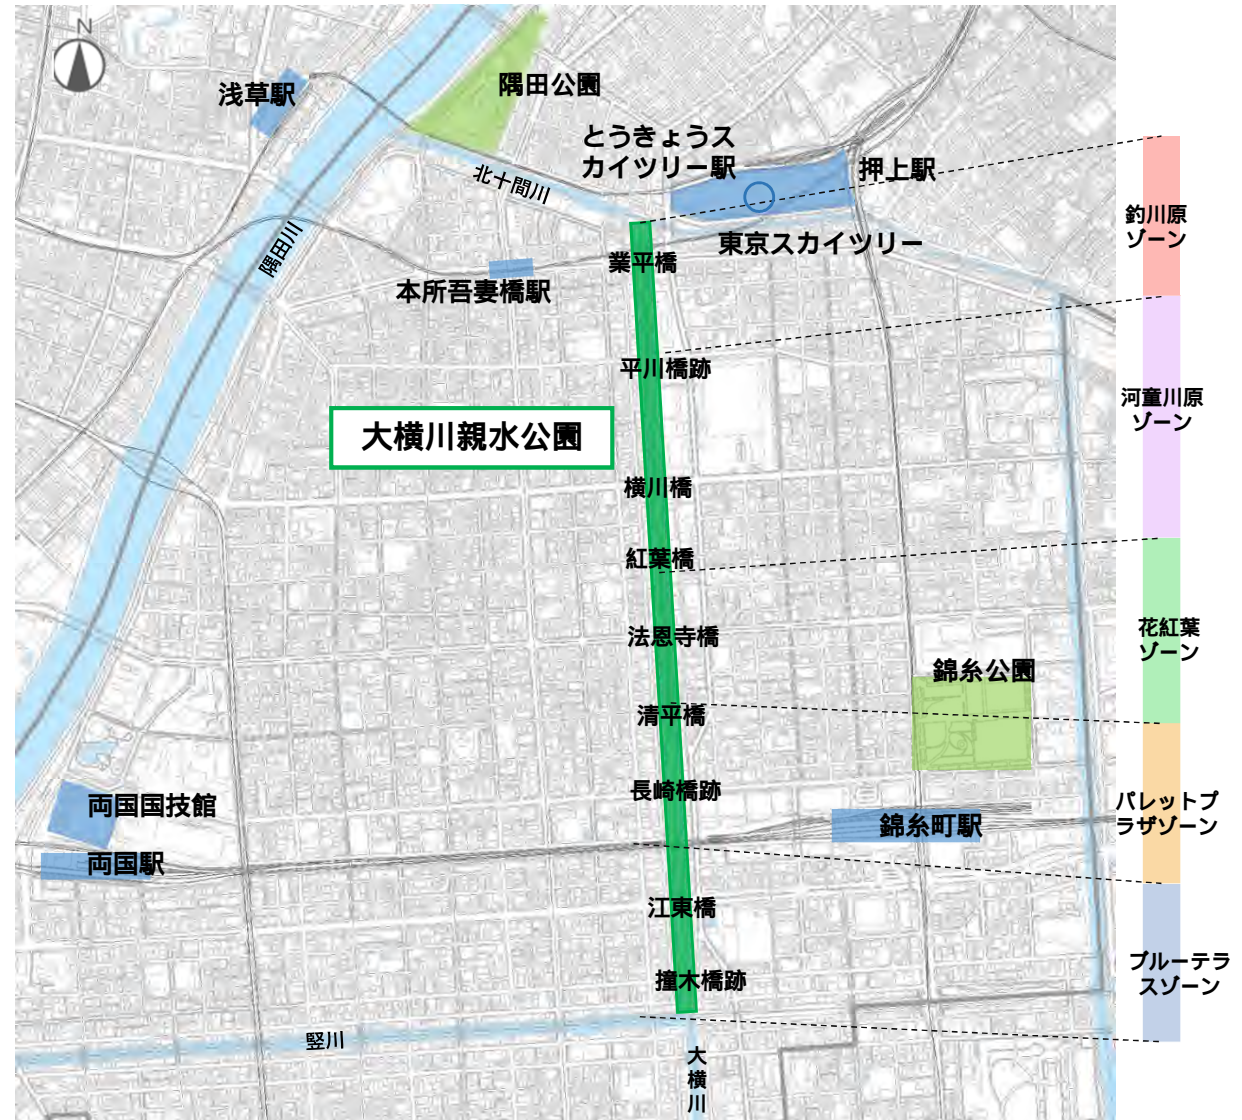 N
浅草駅
隅田公園
とうきょうス
カイツリー駅
押上駅
北十間川
隅田川
東京スカイツリー
業平橋
本所吾妻橋駅
平川橋跡
大横川親水公園
横川橋
紅葉橋
法恩寺橋
錦糸公園
清平橋
長崎橋跡
両国国技館
錦糸町駅
両国駅
江東橋
撞木橋跡
竪川
大
横
川
釣川原
ゾーン
河童川原
ゾーン
花紅葉
ゾーン
パレットプ
ラザゾーン
ブルーテラ
スゾーン